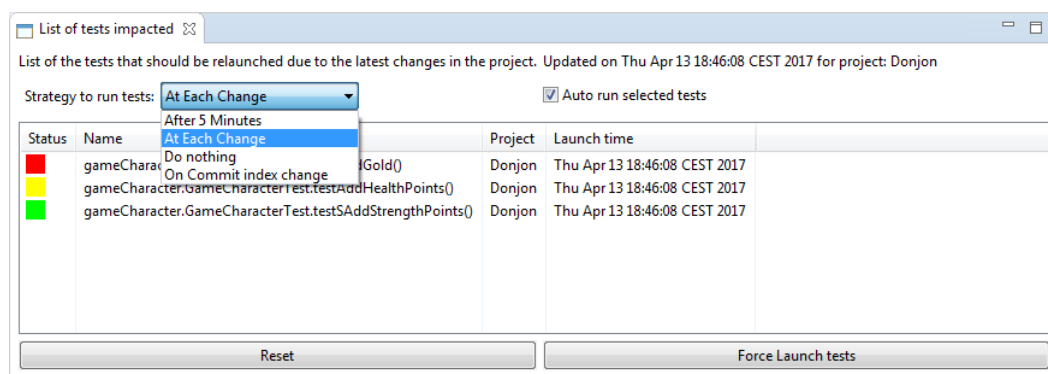 List of tests impacted
List of the tests that should be relaunched due to the latest changes in the project. Updated on Thu Apr 13 18:46:08 CEST 2017 for project: Donjon
Strategy to run tests: At Each Change Auto run selected tests
After 5 Minutes
At Each Change
Do nothing
On Commit index change
Status Name Project Launch time
Donjon Thu Apr 13 18:46:08 CEST 2017
gameCharacter.GameCharacterTest.testAddHealthPoints() Donjon Thu Apr 13 18:46:08 CEST 2017
gameCharacter.GameCharacterTest.testSAddStrengthPoints() Donjon Thu Apr 13 18:46:08 CEST 2017
Reset Force Launch tests